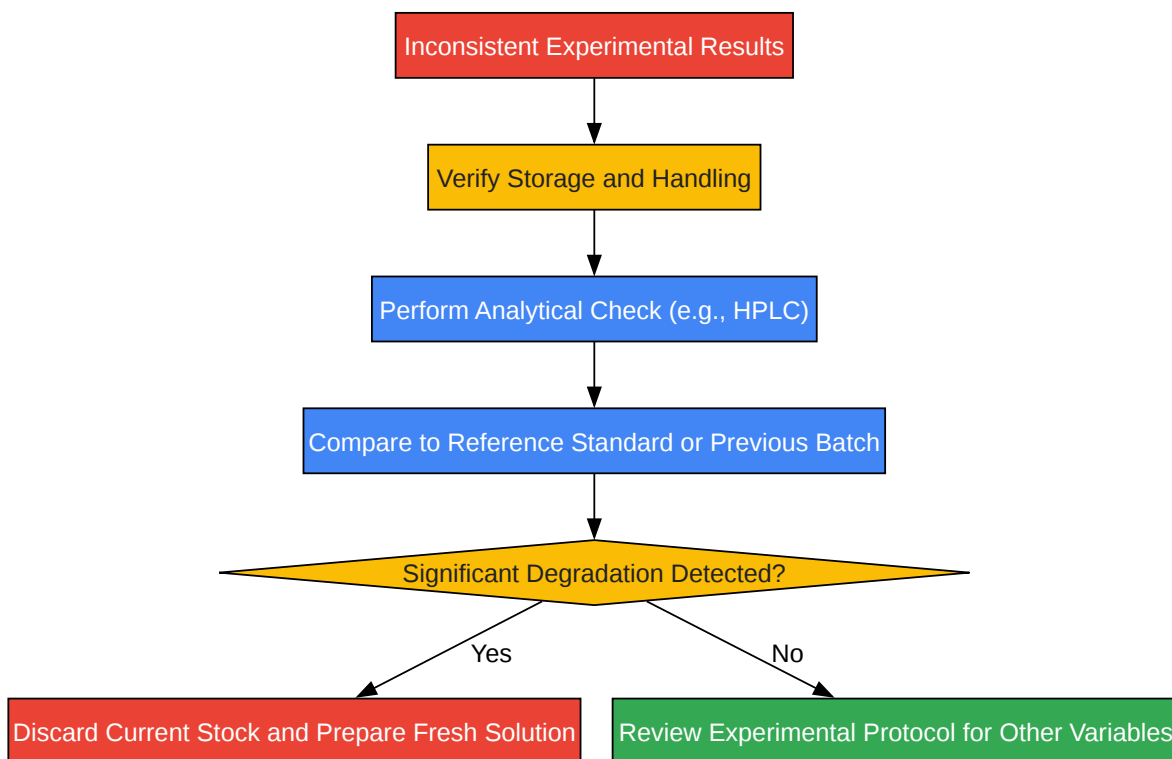 Inconsistent Experimental Results
Verify Storage and Handling
Perform Analytical Check (e.g., HPLC)
Compare to Reference Standard or Previous Batch
Significant Degradation Detected?
Yes
No
Discard Current Stock and Prepare Fresh Solution
Review Experimental Protocol for Other Variables